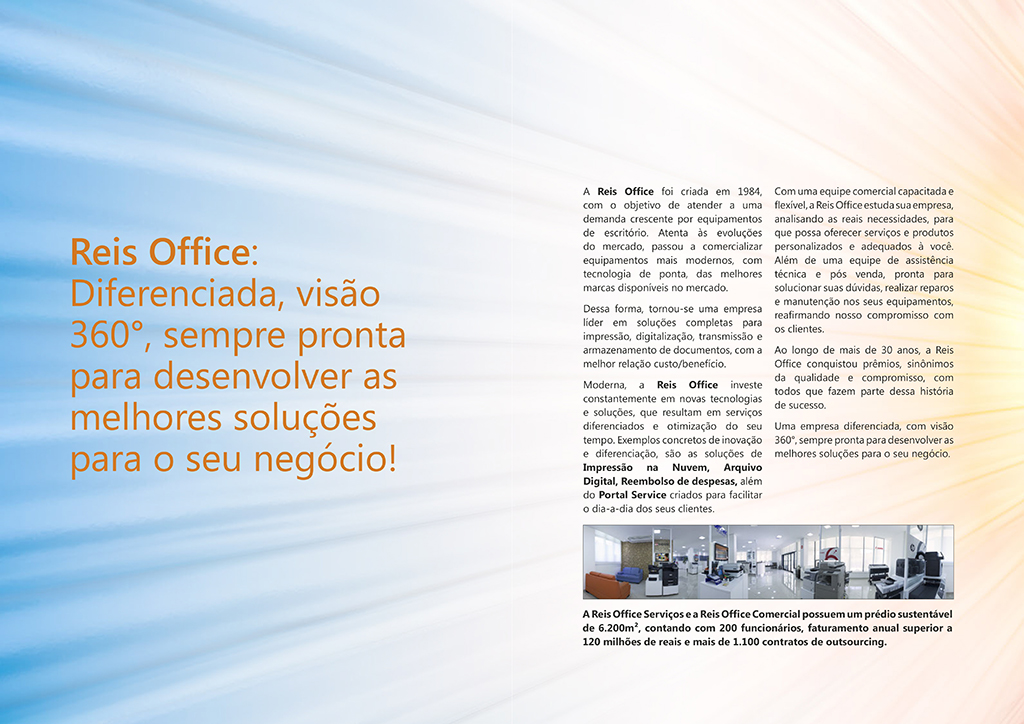 Reis Office:
Diferenciada, visão
360°, sempre pronta
para desenvolver as
melhores soluções
para o seu negócio!
A Reis Office foi criada em 1984,
com o objetivo de atender a uma
demanda crescente por equipamentos
de escritório. Atenta às evoluções
do mercado, passou a comercializar
equipamentos mais modernos, com
tecnologia de ponta, das melhores
marcas disponíveis no mercado.
Dessa forma, tornou-se uma empresa
líder em soluções completas para
impressão, digitalização, transmissão e
armazenamento de documentos, com a
melhor relação custo/benefício.
Moderna, a Reis Office investe
constantemente em novas tecnologias
e soluções, que resultam em serviços
diferenciados e otimização do seu
tempo. Exemplos concretos de inovação
e diferenciação, são as soluções de
Impressão na Nuvem, Arquivo
Digital, Reembolso de despesas, além
do Portal Service criados para facilitar
o dia-a-dia dos seus clientes.
Com uma equipe comercial capacitada e
flexível, a Reis Office estuda sua empresa,
analisando as reais necessidades, para
que possa oferecer serviços e produtos
personalizados e adequados à você.
Além de uma equipe de assistência
técnica e pós venda, pronta para
solucionar suas dúvidas, realizar reparos
e manutenção nos seus equipamentos,
reafirmando nosso compromisso com
os clientes.
Ao longo de mais de 30 anos, a Reis
Office conquistou prêmios, sinônimos
da qualidade e compromisso, com
todos que fazem parte dessa história
de sucesso.
Uma empresa diferenciada, com visão
360°, sempre pronta para desenvolver as
melhores soluções para o seu negócio.
A Reis Office Serviços e a Reis Office Comercial possuem um prédio sustentável
de 6.200m², contando com 200 funcionários, faturamento anual superior a
120 milhões de reais e mais de 1.100 contratos de outsourcing.